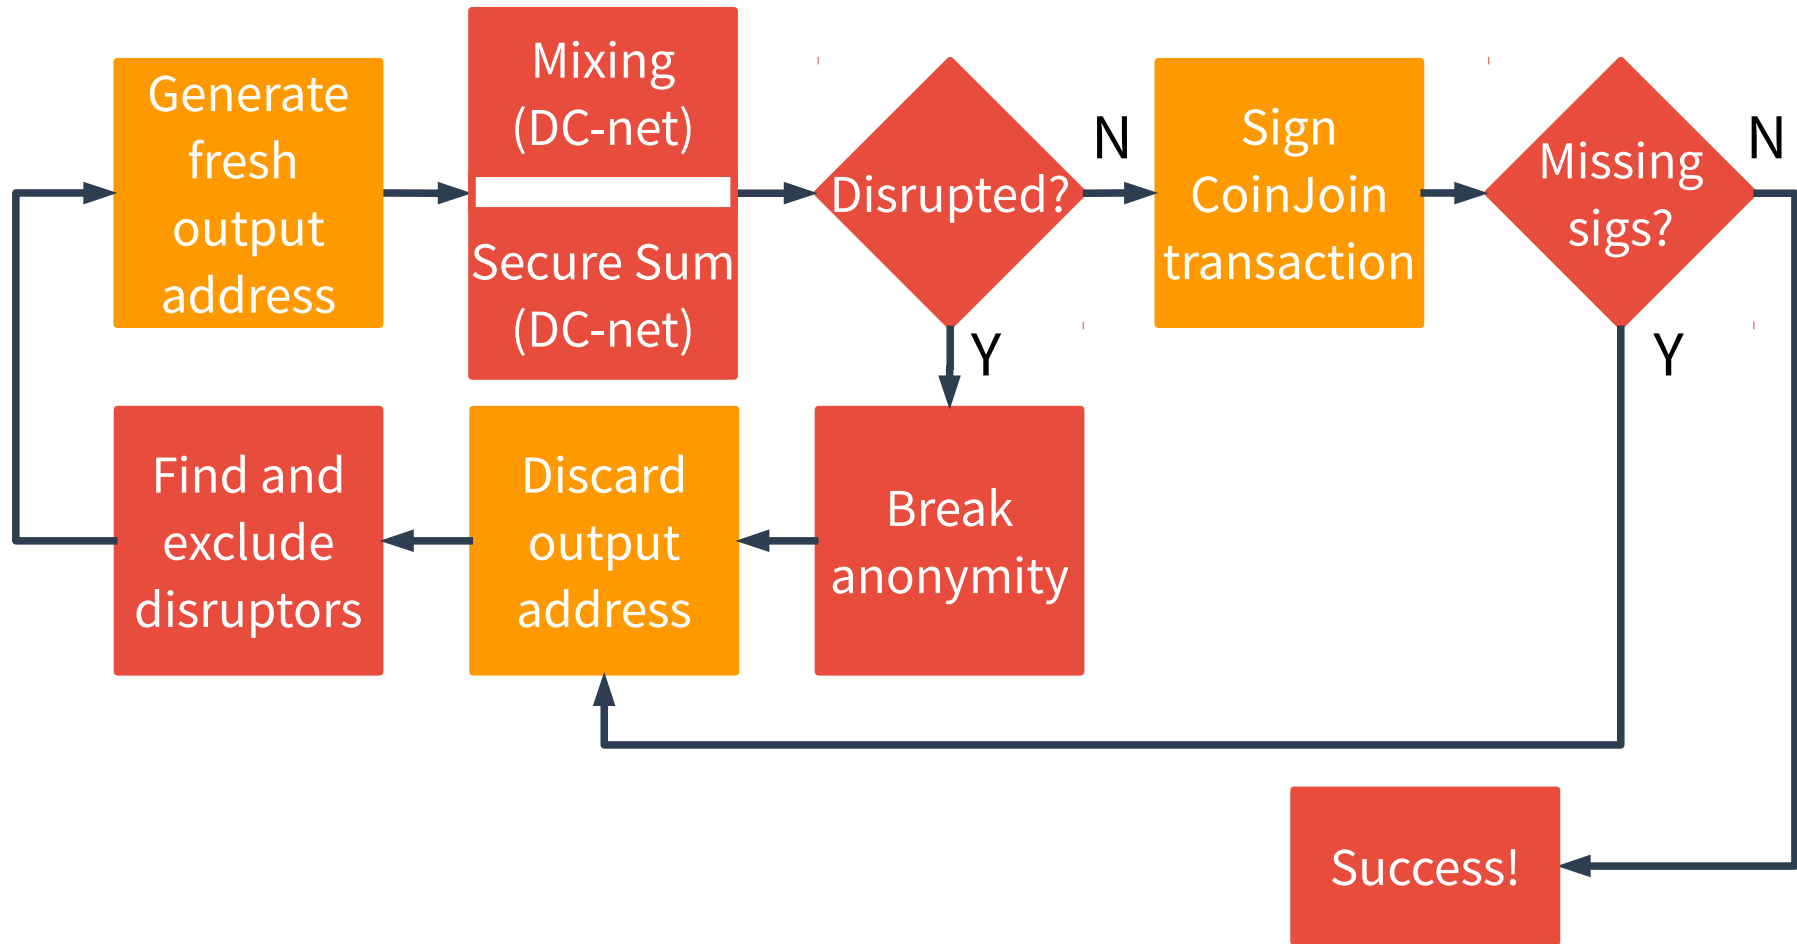 Generate
fresh
output
address
Mixing
(DC-net)
Secure Sum
(DC-net)
Disrupted?
N
Y
Sign
CoinJoin
transaction
Missing
sigs?
N
Y
Find and
exclude
disruptors
Discard
output
address
Break
anonymity
Success!